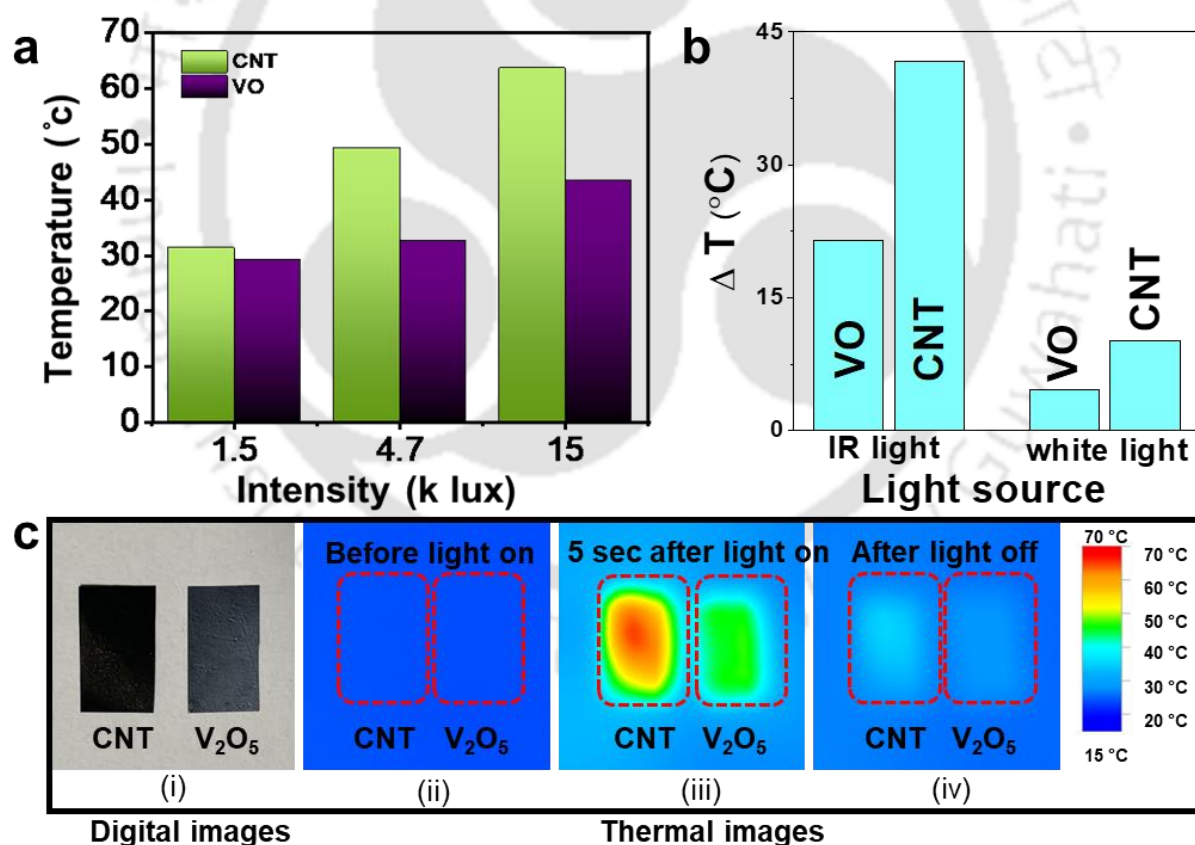 a
70
60
50
40
30
20
10
0
Temperature (°c)
CNT
VO
1.5 4.7 15
Intensity (k lux)
b
45
30
15
0
Δ T (°C)
VO
CNT
VO
CNT
IR light white light
Light source
Guwahati
c
Before light on
5 sec after light on
After light off
CNT V₂O₅
CNT V₂O₅
CNT V₂O₅
CNT V₂O₅
(i) (ii) (iii) (iv)
70 °C
70 °C
60 °C
50 °C
40 °C
30 °C
20 °C
15 °C
Digital images Thermal images